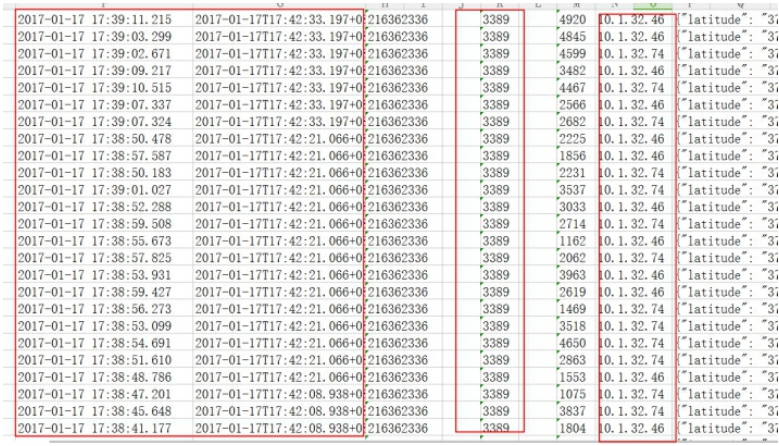 2017-01-17 17:39:11.215 2017-01-17T17:42:33.197+0 216362336 3389 4920 10.1.32.46 {"latitude": "37
2017-01-17 17:39:03.299 2017-01-17T17:42:33.197+0 216362336 3389 4845 10.1.32.46 {"latitude": "37
2017-01-17 17:39:02.671 2017-01-17T17:42:33.197+0 216362336 3389 4599 10.1.32.74 {"latitude": "37
2017-01-17 17:39:09.217 2017-01-17T17:42:33.197+0 216362336 3389 3482 10.1.32.46 {"latitude": "37
2017-01-17 17:39:10.515 2017-01-17T17:42:33.197+0 216362336 3389 4467 10.1.32.74 {"latitude": "37
2017-01-17 17:39:07.337 2017-01-17T17:42:33.197+0 216362336 3389 2566 10.1.32.46 {"latitude": "37
2017-01-17 17:39:07.324 2017-01-17T17:42:33.197+0 216362336 3389 2682 10.1.32.46 {"latitude": "37
2017-01-17 17:38:50.478 2017-01-17T17:42:21.066+0 216362336 3389 2225 10.1.32.46 {"latitude": "37
2017-01-17 17:38:57.587 2017-01-17T17:42:21.066+0 216362336 3389 1856 10.1.32.46 {"latitude": "37
2017-01-17 17:38:50.183 2017-01-17T17:42:21.066+0 216362336 3389 2231 10.1.32.74 {"latitude": "37
2017-01-17 17:39:01.027 2017-01-17T17:42:21.066+0 216362336 3389 3537 10.1.32.74 {"latitude": "37
2017-01-17 17:38:52.288 2017-01-17T17:42:21.066+0 216362336 3389 3033 10.1.32.46 {"latitude": "37
2017-01-17 17:38:59.508 2017-01-17T17:42:21.066+0 216362336 3389 2714 10.1.32.46 {"latitude": "37
2017-01-17 17:38:55.673 2017-01-17T17:42:21.066+0 216362336 3389 1162 10.1.32.46 {"latitude": "37
2017-01-17 17:38:57.825 2017-01-17T17:42:21.066+0 216362336 3389 2062 10.1.32.46 {"latitude": "37
2017-01-17 17:38:53.931 2017-01-17T17:42:21.066+0 216362336 3389 3963 10.1.32.46 {"latitude": "37
2017-01-17 17:38:59.427 2017-01-17T17:42:21.066+0 216362336 3389 2619 10.1.32.46 {"latitude": "37
2017-01-17 17:38:56.273 2017-01-17T17:42:21.066+0 216362336 3389 1469 10.1.32.74 {"latitude": "37
2017-01-17 17:38:53.099 2017-01-17T17:42:21.066+0 216362336 3389 3518 10.1.32.74 {"latitude": "37
2017-01-17 17:38:54.691 2017-01-17T17:42:21.066+0 216362336 3389 4650 10.1.32.74 {"latitude": "37
2017-01-17 17:38:51.610 2017-01-17T17:42:21.066+0 216362336 3389 2863 10.1.32.74 {"latitude": "37
2017-01-17 17:38:48.786 2017-01-17T17:42:21.066+0 216362336 3389 1553 10.1.32.46 {"latitude": "37
2017-01-17 17:38:47.201 2017-01-17T17:42:08.938+0 216362336 3389 1075 10.1.32.74 {"latitude": "37
2017-01-17 17:38:45.648 2017-01-17T17:42:08.938+0 216362336 3389 3837 10.1.32.74 {"latitude": "37
2017-01-17 17:38:41.177 2017-01-17T17:42:08.938+0 216362336 3389 1804 10.1.32.46 {"latitude": "37